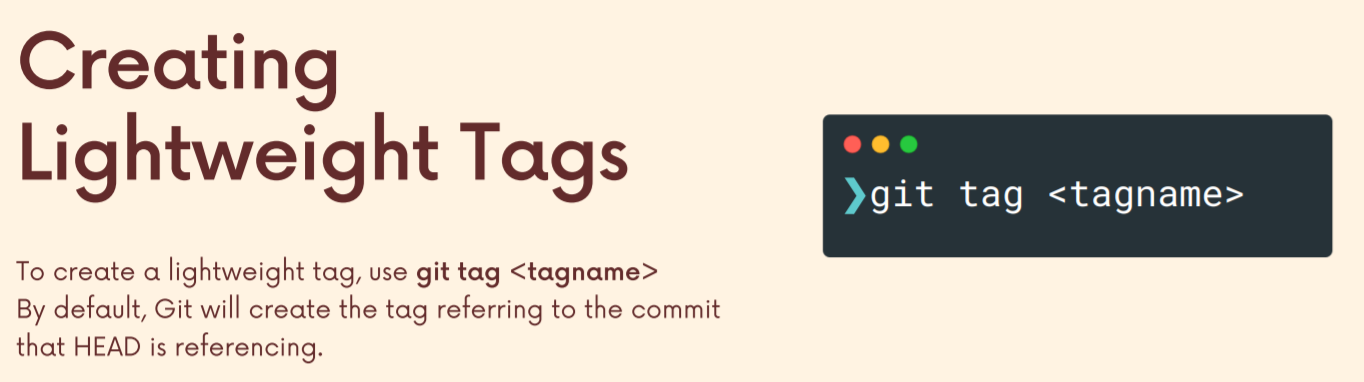 Creating
Lightweight Tags
To create a lightweight tag, use git tag <tagname>
By default, Git will create the tag referring to the commit
that HEAD is referencing.
❯git tag <tagname>